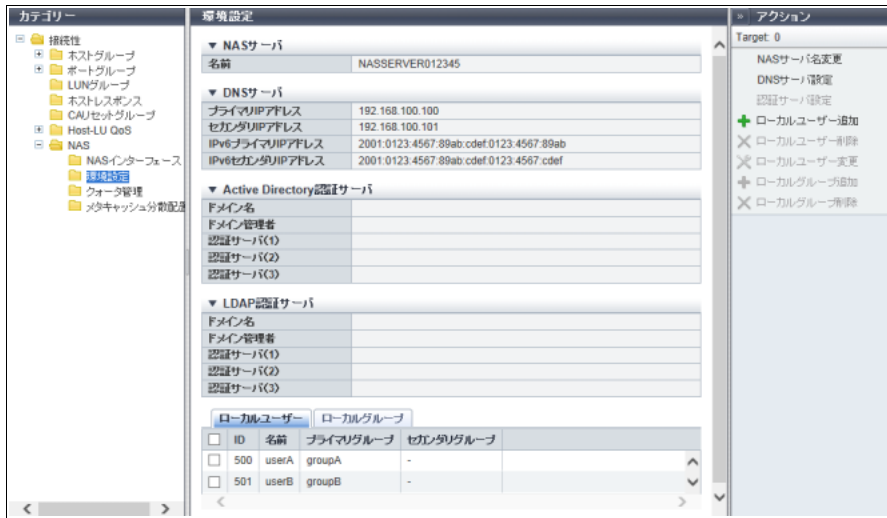 カテゴリー
接続性
ホストグループ
ポートグループ
LUNグループ
ホストレスポンス
CAUセットグループ
Host-LU QoS
NAS
NASインターフェース
環境設定
クォータ管理
メタキャッシュ分散配置
環境設定
▼ NASサーバ
名前 NASSERVER012345
▼ DNSサーバ
プライマリIPアドレス 192.168.100.100
セカンダリIPアドレス 192.168.100.101
IPv6プライマリIPアドレス 2001:0123:4567:89ab:cdef:0123:4567:89ab
IPv6セカンダリIPアドレス 2001:0123:4567:89ab:cdef:0123:4567:cdef
▼ Active Directory認証サーバ
ドメイン名
ドメイン管理者
認証サーバ(1)
認証サーバ(2)
認証サーバ(3)
▼ LDAP認証サーバ
ドメイン名
ドメイン管理者
認証サーバ(1)
認証サーバ(2)
認証サーバ(3)
ローカルユーザー ローカルグループ
ID 名前 プライマリグループ セカンダリグループ
500 userA groupA -
501 userB groupB -
» アクション
Target: 0
NASサーバ名変更
DNSサーバ設定
認証サーバ設定
ローカルユーザー追加
ローカルユーザー削除
ローカルユーザー変更
ローカルグループ追加
ローカルグループ削除